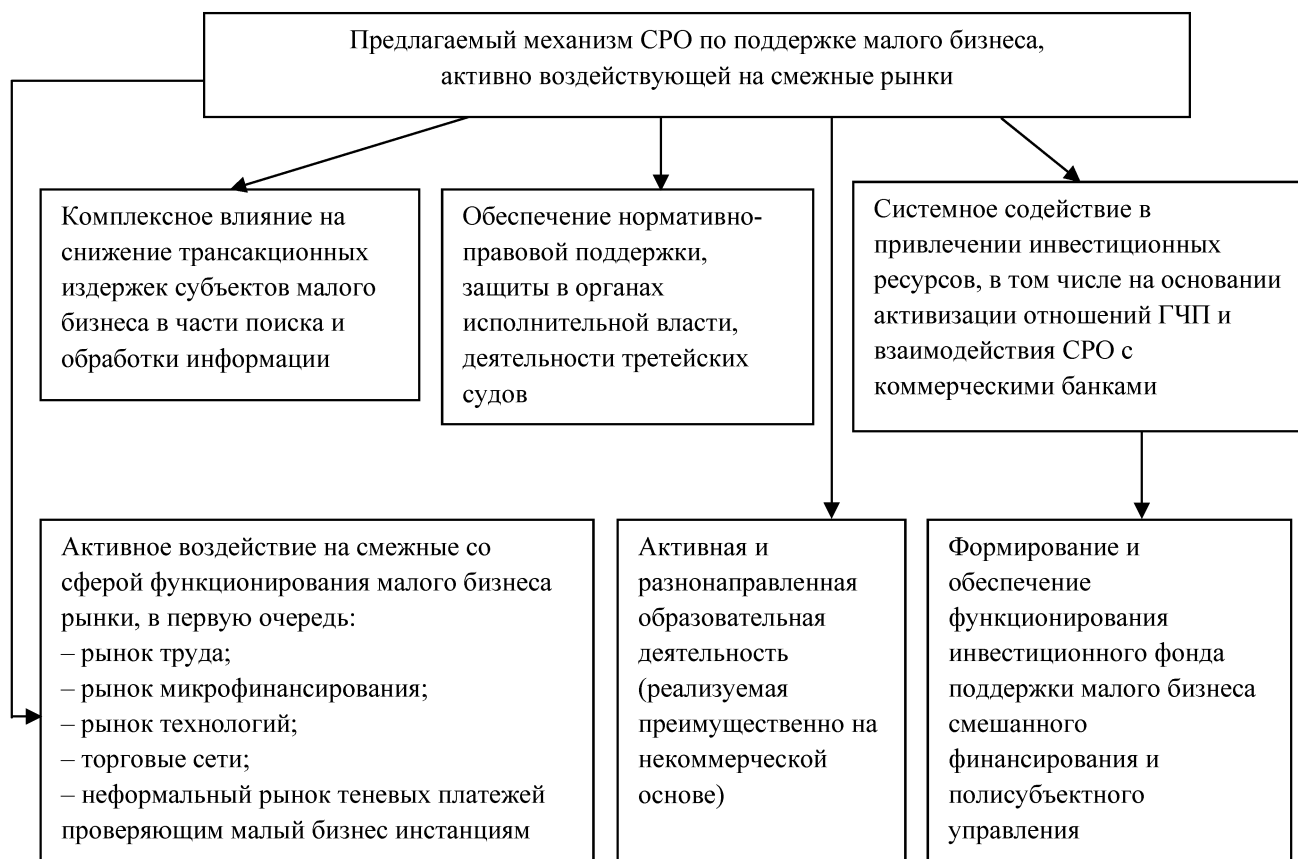 Предлагаемый механизм СРО по поддержке малого бизнеса,
активно воздействующей на смежные рынки
Комплексное влияние на
снижение трансакционных
издержек субъектов малого
бизнеса в части поиска и
обработки информации
Обеспечение нормативно-
правовой поддержки,
защиты в органах
исполнительной власти,
деятельности третейских
судов
Системное содействие в
привлечении инвестиционных
ресурсов, в том числе на основании
активизации отношений ГЧП и
взаимодействия СРО с
коммерческими банками
Активное воздействие на смежные со
сферой функционирования малого бизнеса
рынки, в первую очередь:
– рынок труда;
– рынок микрофинансирования;
– рынок технологий;
– торговые сети;
– неформальный рынок теневых платежей
проверяющим малый бизнес инстанциям
Активная и
разнонаправленная
образовательная
деятельность
(реализуемая
преимущественно на
некоммерческой
основе)
Формирование и
обеспечение
функционирования
инвестиционного фонда
поддержки малого бизнеса
смешанного
финансирования и
полисубъектного
управления